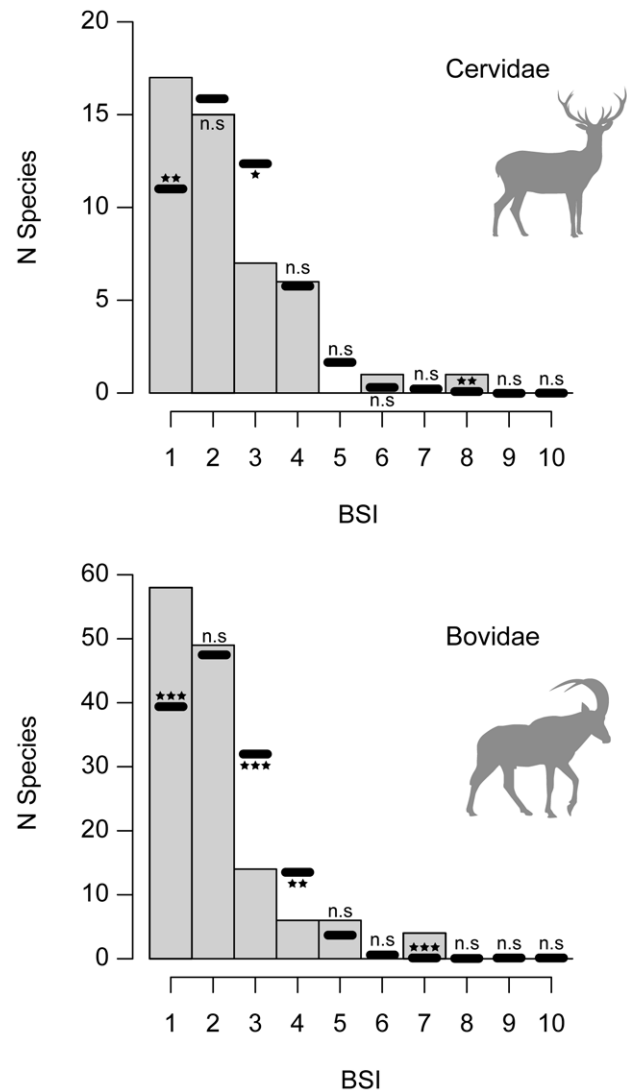 Cervidae
N Species
20
15
10
5
0
★★
n.s
★
n.s
n.s
n.s
n.s
★★
n.s
n.s
1 2 3 4 5 6 7 8 9 10
BSI
Bovidae
N Species
60
50
40
30
20
10
0
★★★
n.s
★★★
★★
n.s
n.s
★★★
n.s
n.s
n.s
1 2 3 4 5 6 7 8 9 10
BSI